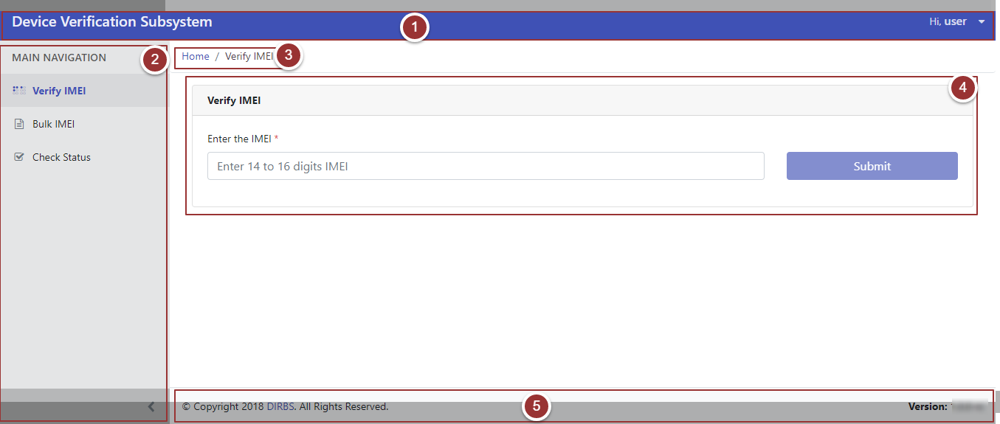 Device Verification Subsystem
1
Hi, user
MAIN NAVIGATION
2
Home / Verify IMEI
3
Verify IMEI
Bulk IMEI
Check Status
4
Verify IMEI
Enter the IMEI *
Enter 14 to 16 digits IMEI
Submit
© Copyright 2018 DIRBS. All Rights Reserved.
5
Version: